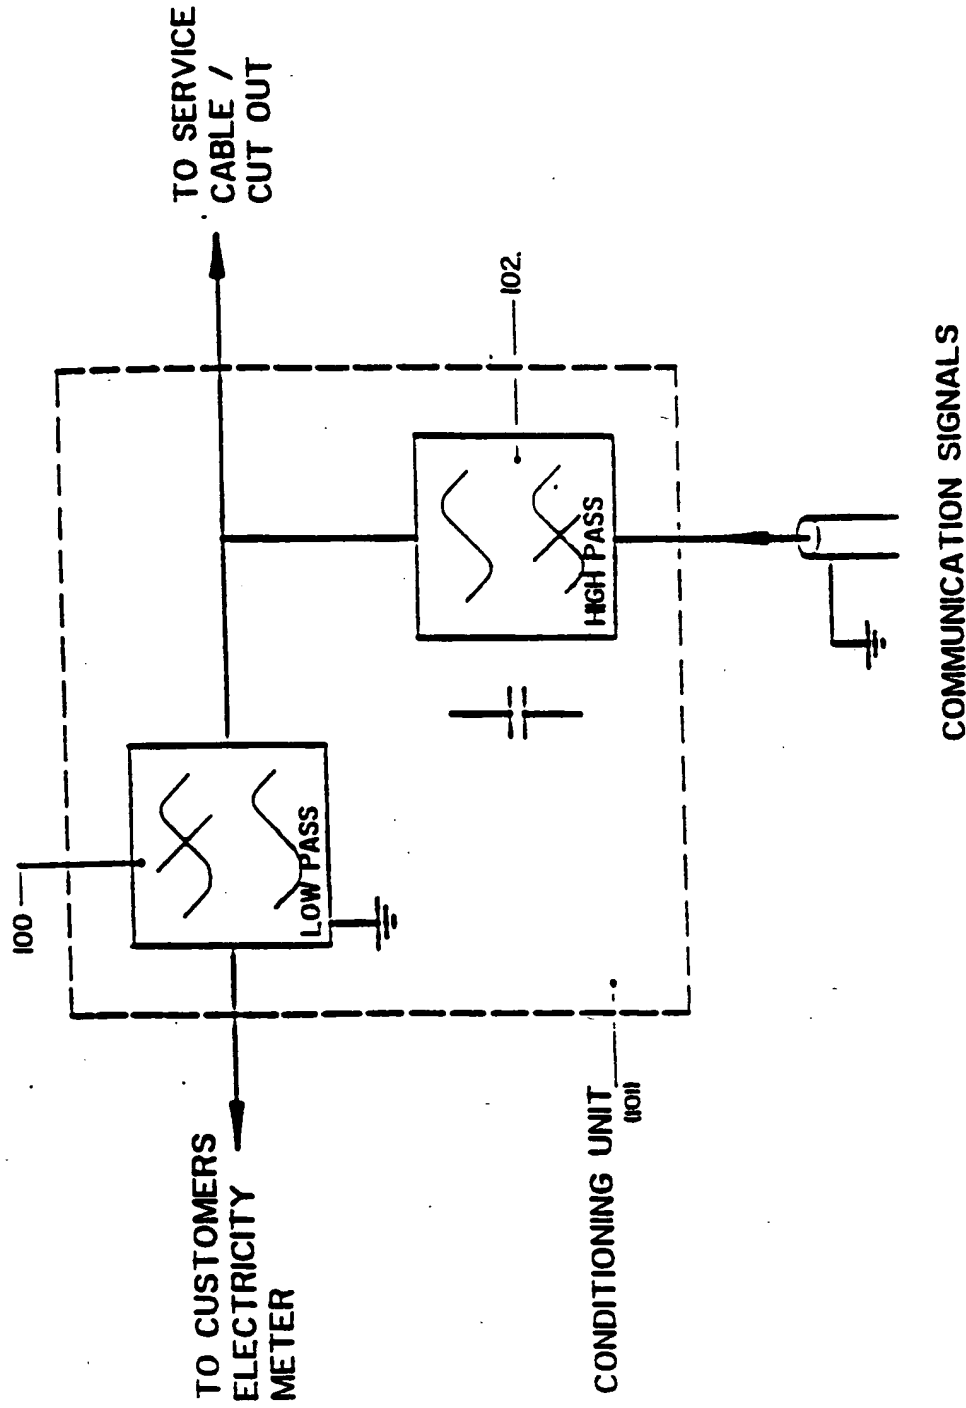 100
TO SERVICE
CABLE /
CUT OUT
LOW PASS
HIGH PASS
102.
TO CUSTOMERS
ELECTRICITY
METER
CONDITIONING UNIT
(101)
COMMUNICATION SIGNALS